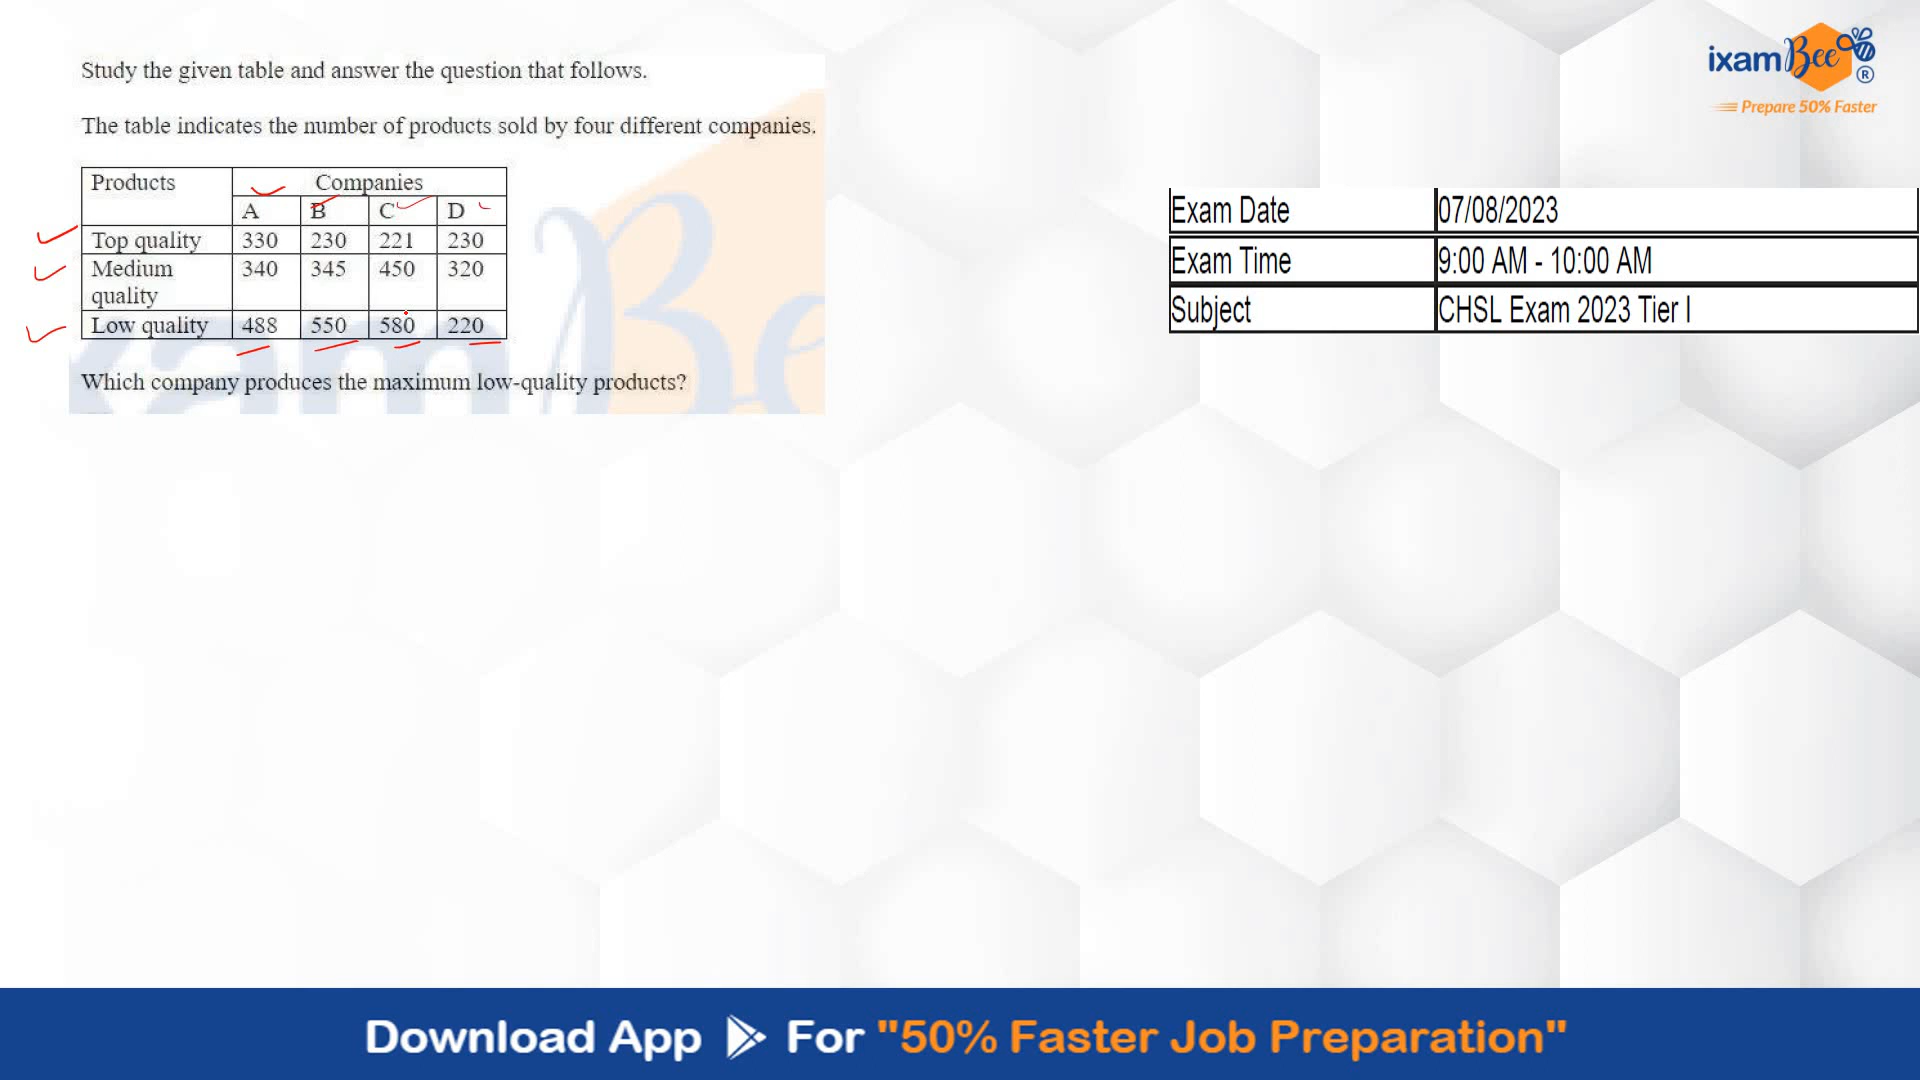 Study the given table and answer the question that follows.
The table indicates the number of products sold by four different companies.
Products Companies
A B C D
Top quality 330 230 221 230
Medium 340 345 450 320
quality
Low quality 488 550 580 220
Which company produces the maximum low-quality products?
ixamBee
®
Prepare 50% Faster
Exam Date 07/08/2023
Exam Time 9:00 AM - 10:00 AM
Subject CHSL Exam 2023 Tier I
Download App For "50% Faster Job Preparation"